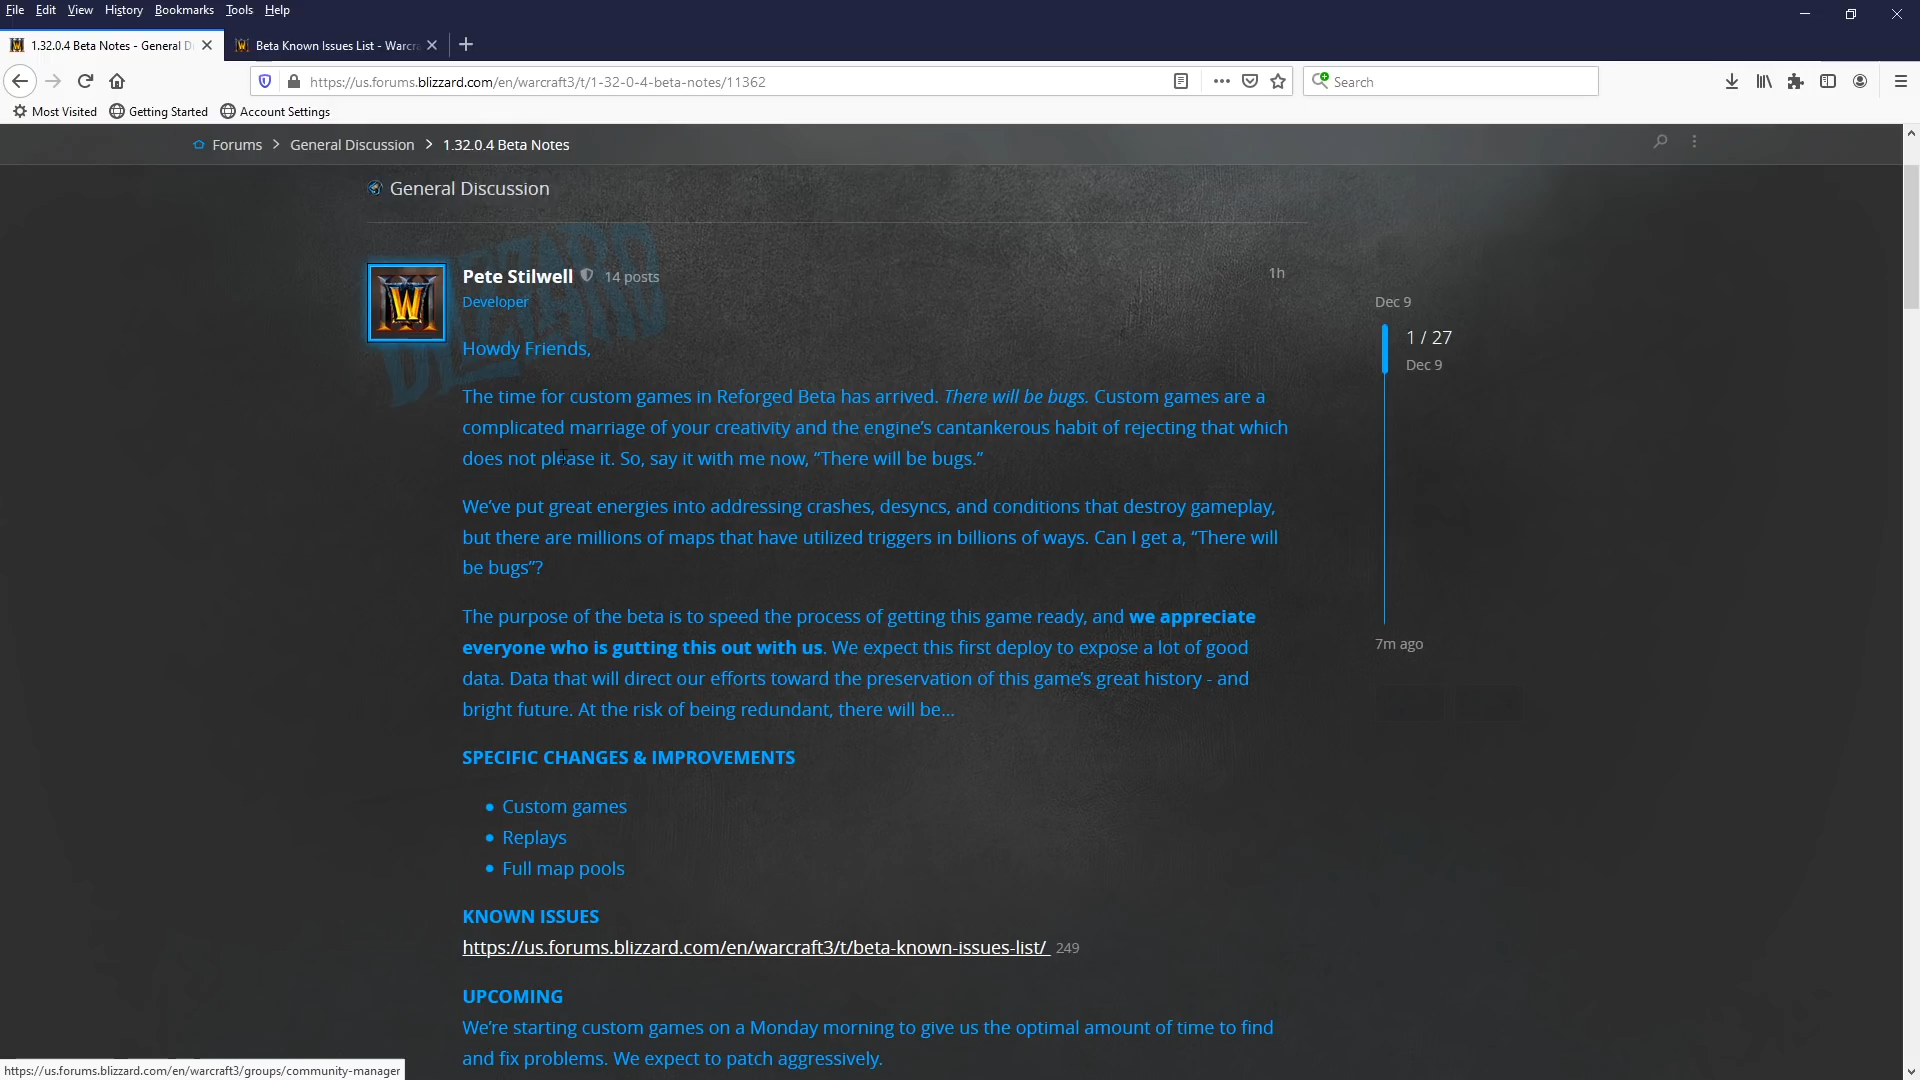 File Edit View History Bookmarks Tools Help
1.32.0.4 Beta Notes - General D
Beta Known Issues List - Warcra
https://us.forums.blizzard.com/en/warcraft3/t/1-32-0-4-beta-notes/11362
Search
Most Visited Getting Started Account Settings
Forums > General Discussion > 1.32.0.4 Beta Notes
General Discussion
BLIZZARD
Pete Stilwell 14 posts 1h
Developer
Dec 9
1 / 27
Dec 9
7m ago
Howdy Friends,
The time for custom games in Reforged Beta has arrived. There will be bugs. Custom games are a
complicated marriage of your creativity and the engine’s cantankerous habit of rejecting that which
does not please it. So, say it with me now, “There will be bugs.”
We’ve put great energies into addressing crashes, desyncs, and conditions that destroy gameplay,
but there are millions of maps that have utilized triggers in billions of ways. Can I get a, “There will
be bugs”?
The purpose of the beta is to speed the process of getting this game ready, and we appreciate
everyone who is gutting this out with us. We expect this first deploy to expose a lot of good
data. Data that will direct our efforts toward the preservation of this game’s great history - and
bright future. At the risk of being redundant, there will be…
SPECIFIC CHANGES & IMPROVEMENTS
• Custom games
• Replays
• Full map pools
KNOWN ISSUES
https://us.forums.blizzard.com/en/warcraft3/t/beta-known-issues-list/ 249
UPCOMING
We’re starting custom games on a Monday morning to give us the optimal amount of time to find
and fix problems. We expect to patch aggressively.
https://us.forums.blizzard.com/en/warcraft3/groups/community-manager